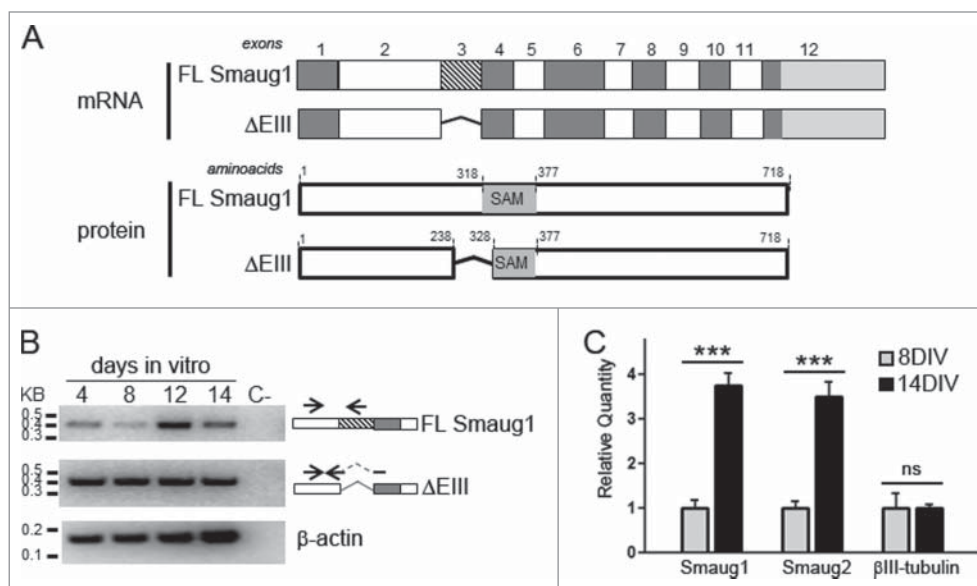 A
exons
1 2 3 4 5 6 7 8 9 10 11 12
mRNA
FL Smaug1
ΔEIII
aminoacids
1 318 377 718
protein
FL Smaug1
SAM
1 238 328 377 718
ΔEIII
SAM
B
days in vitro
KB 4 8 12 14 C-
0.5
0.4
0.3
FL Smaug1
0.5
0.4
0.3
ΔEIII
0.2
0.1
β-actin
C
Relative Quantity
4
2
1
0
*** *** ns
8DIV
14DIV
Smaug1 Smaug2 βIII-tubulin